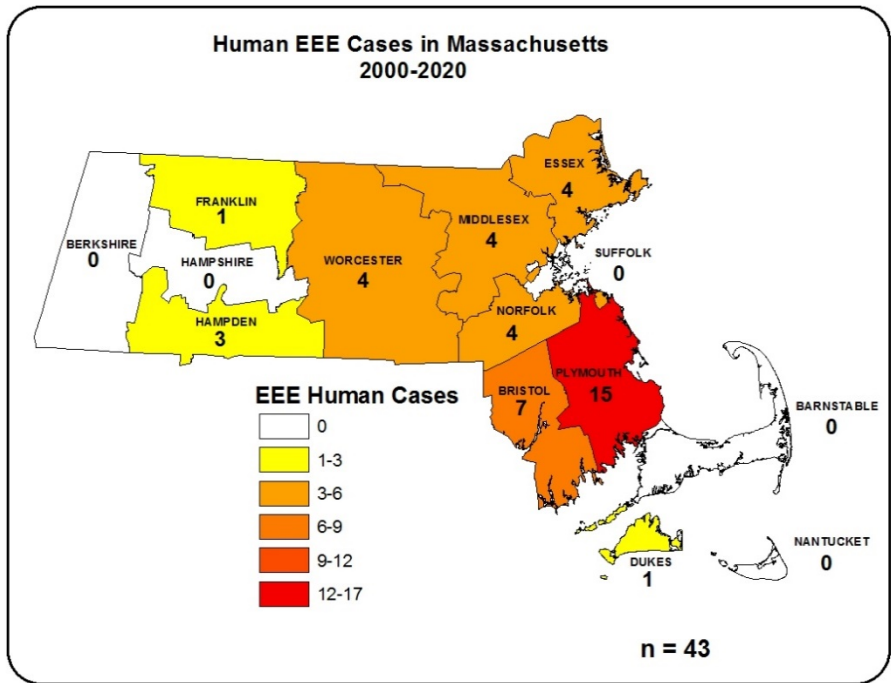 Human EEE Cases in Massachusetts
2000-2020
ESSEX
4
FRANKLIN
1
MIDDLESEX
4
BERKSHIRE
0
HAMPSHIRE
0
WORCESTER
4
SUFFOLK
0
HAMPDEN
3
NORFOLK
4
PLYMOUTH
15
BRISTOL
7
BARNSTABLE
0
NANTUCKET
0
DUKES
1
EEE Human Cases
0
1-3
3-6
6-9
9-12
12-17
n = 43